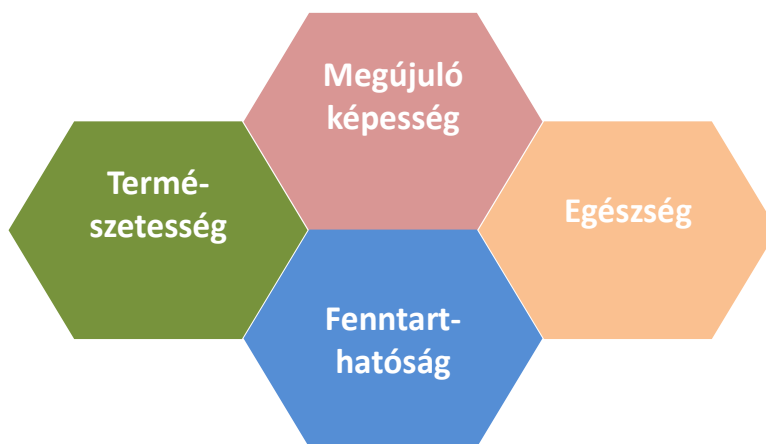 Megújuló
képesség
Termé-
szetesség
Egészség
Fenntart-
hatóság